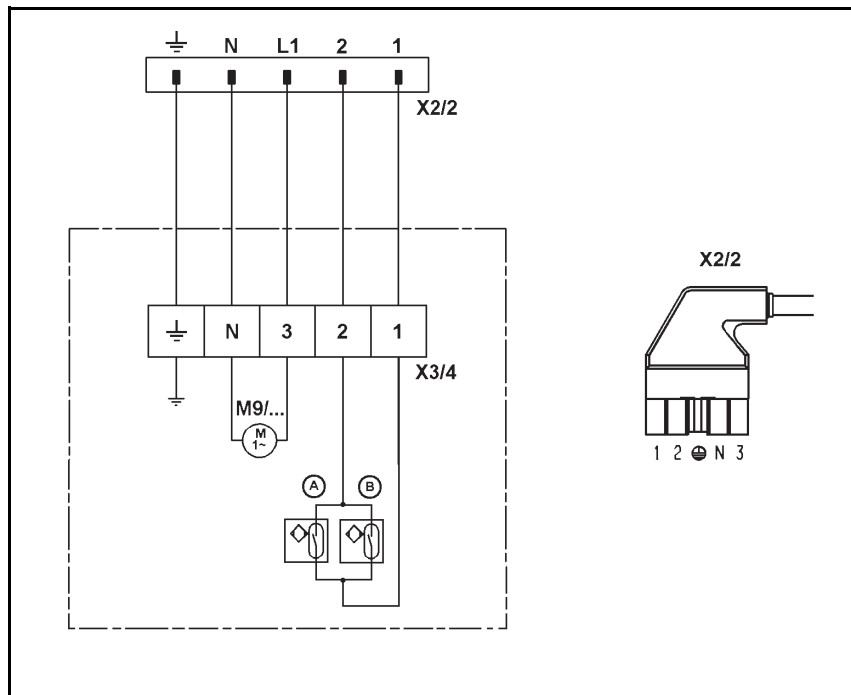 ⏚ N L1 2 1
X2/2
⏚ N 3 2 1
X3/4
M9/...
M
1~
A B
X2/2
1 2 ⏚ N 3